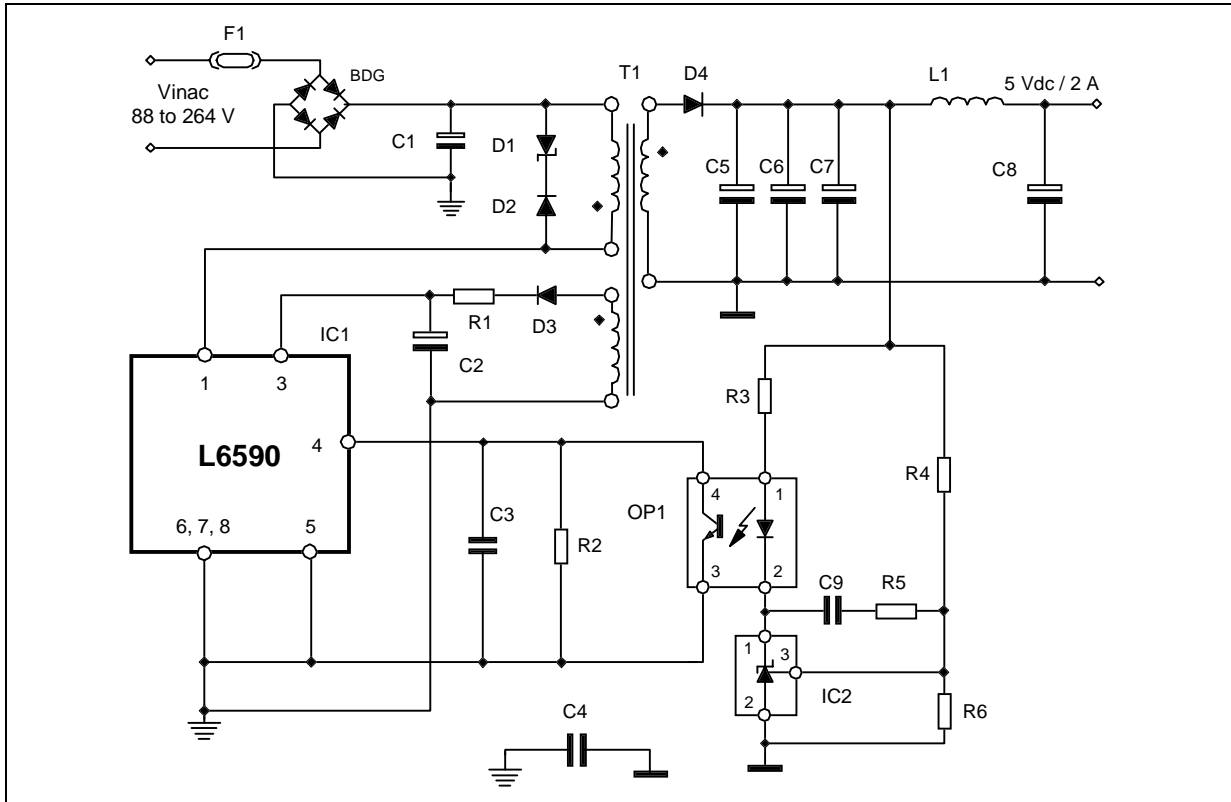 F1
BDG
Vinac
88 to 264 V
T1
D4
L1
5 Vdc / 2 A
C1
D1
D2
C5
C6
C7
C8
R1
D3
IC1
C2
1
3
L6590
4
6, 7, 8
5
C3
R2
OP1
4
1
3
2
R3
R4
C9
R5
1
3
2
IC2
R6
C4